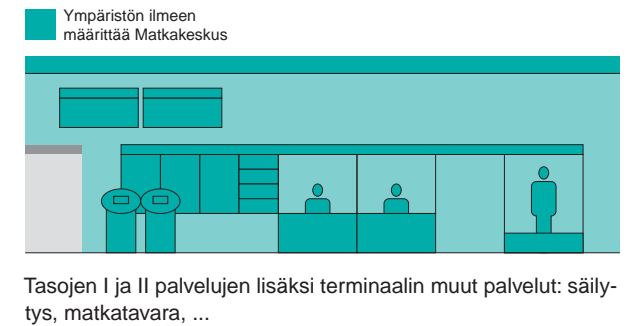 Ympäristön ilmeen
määrittää Matkakeskus
Tasojen I ja II palvelujen lisäksi terminaalin muut palvelut: säily-
tys, matkatavara, ...